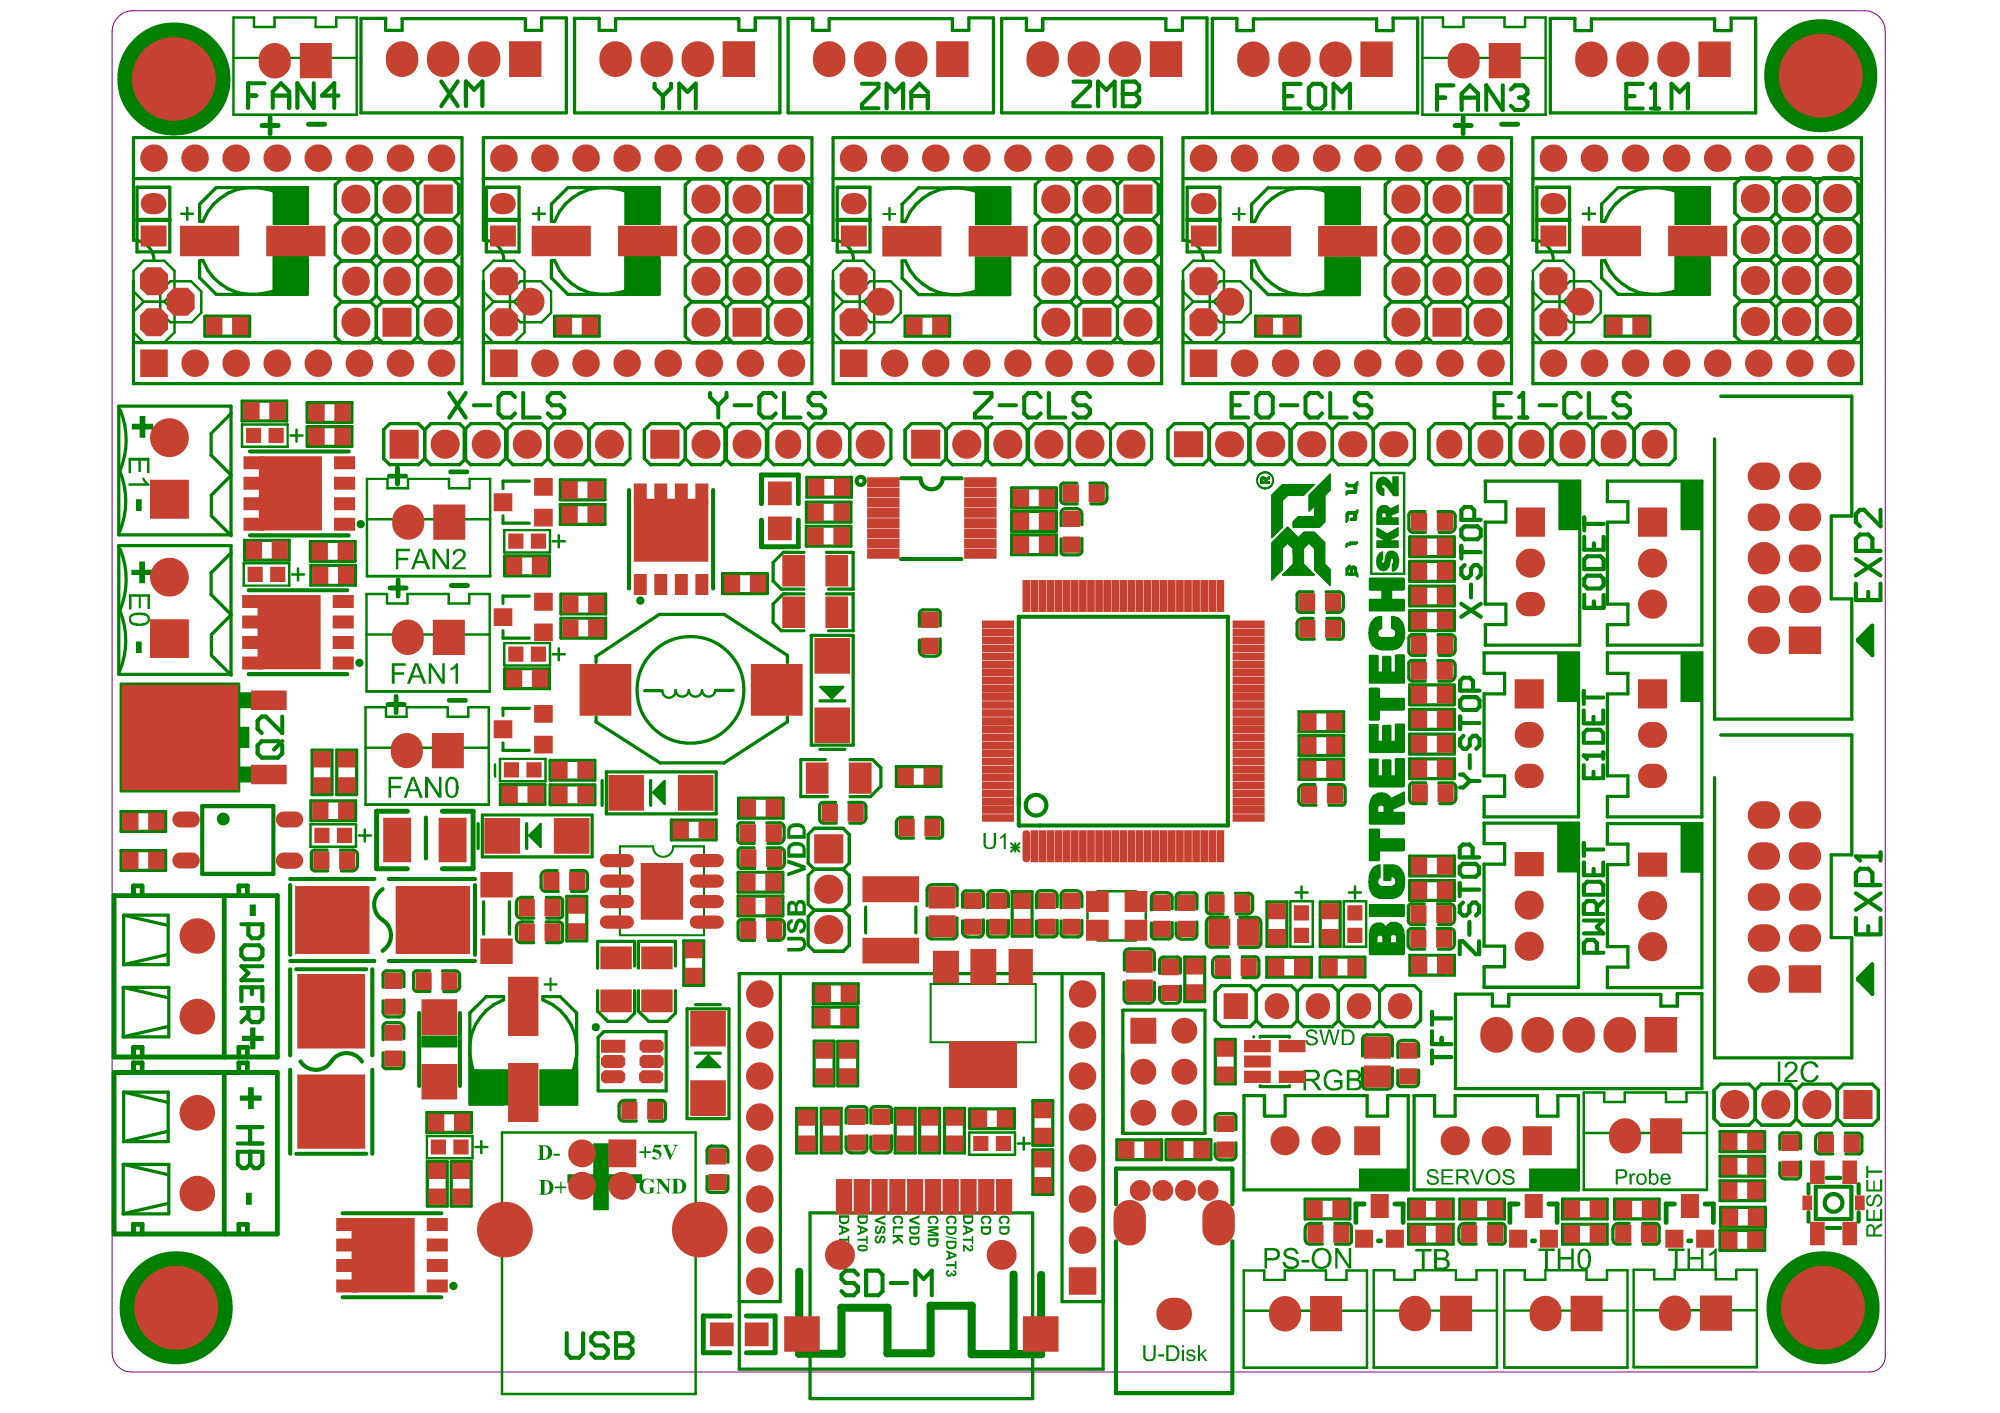 FAN4
XM
YM
ZMA
ZMB
E0M
FAN3
E1M
+ -
+ -
+
+
+
+
+
X-CLS
Y-CLS
Z-CLS
E0-CLS
E1-CLS
+ E1 -
+ E0 -
+ -
FAN2
+ -
FAN1
+ -
FAN0
Q2
®
Biqu
SKR2
BIGTREETECH
X-STOP
E0DET
EXP2
Y-STOP
E1DET
Z-STOP
PWRDET
EXP1
U1
*
VDD
USB
-POWER+
+ HB -
SWD
RGB
TFT
I2C
D-
+5V
D+
GND
DAT
DAT0
VSS
CLK
VDD
CMD
CD/DAT3
DAT2
CD
CD
SD-M
USB
U-Disk
SERVOS
Probe
RESET
PS-ON
TB
TH0
TH1